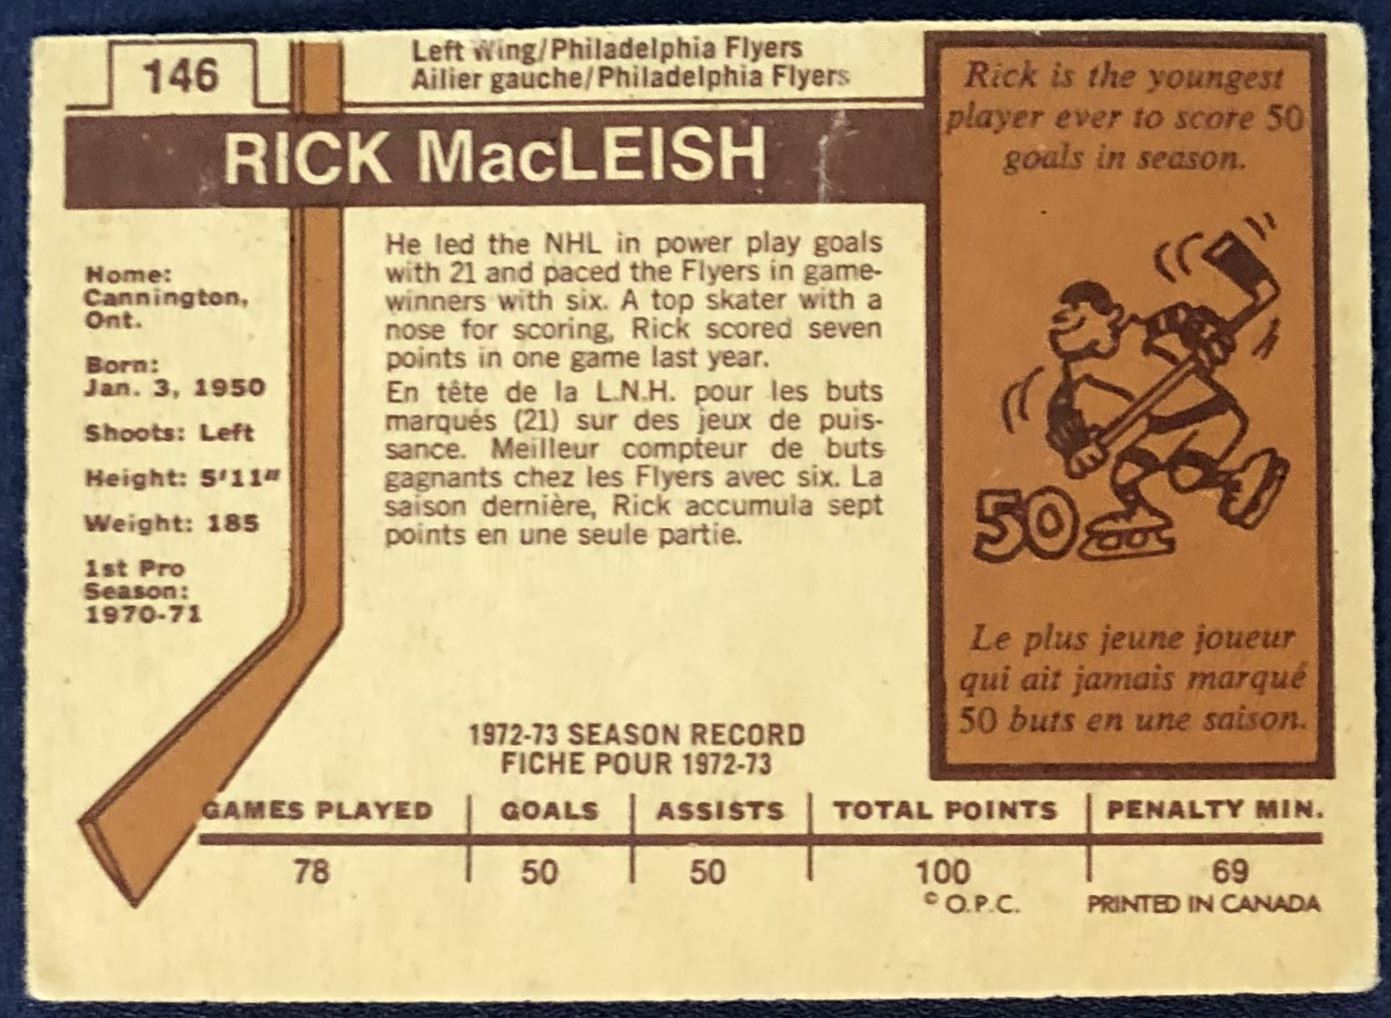 146
Left Wing/Philadelphia Flyers
Ailier gauche/Philadelphia Flyers
RICK MacLEISH
Home:
Cannington,
Ont.
Born:
Jan. 3, 1950
Shoots: Left
Height: 5'11"
Weight: 185
1st Pro
Season:
1970-71
He led the NHL in power play goals
with 21 and paced the Flyers in game-
winners with six. A top skater with a
nose for scoring, Rick scored seven
points in one game last year.
En tête de la L.N.H. pour les buts
marqués (21) sur des jeux de puis-
sance. Meilleur compteur de buts
gagnants chez les Flyers avec six. La
saison dernière, Rick accumula sept
points en une seule partie.
Rick is the youngest
player ever to score 50
goals in season.
50
Le plus jeune joueur
qui ait jamais marqué
50 buts en une saison.
1972-73 SEASON RECORD
FICHE POUR 1972-73
GAMES PLAYED GOALS ASSISTS TOTAL POINTS PENALTY MIN.
78 50 50 100 69
© O.P.C. PRINTED IN CANADA